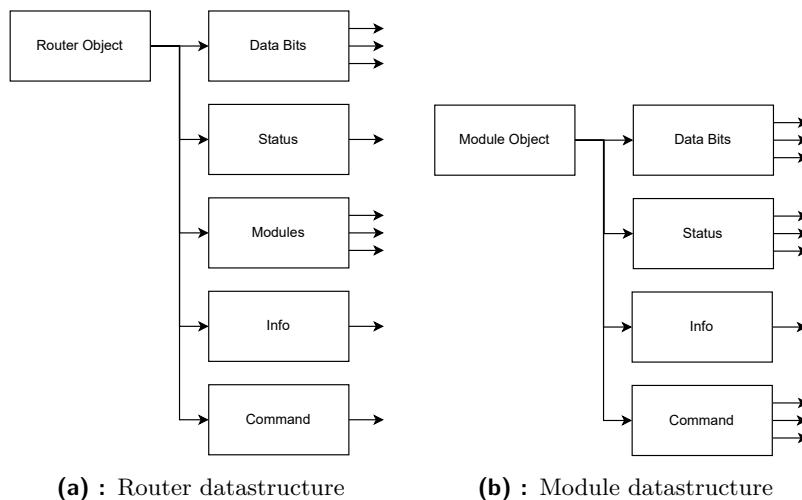 Router Object
Data Bits
Status
Modules
Info
Command
(a) : Router datastructure
Module Object
Data Bits
Status
Info
Command
(b) : Module datastructure